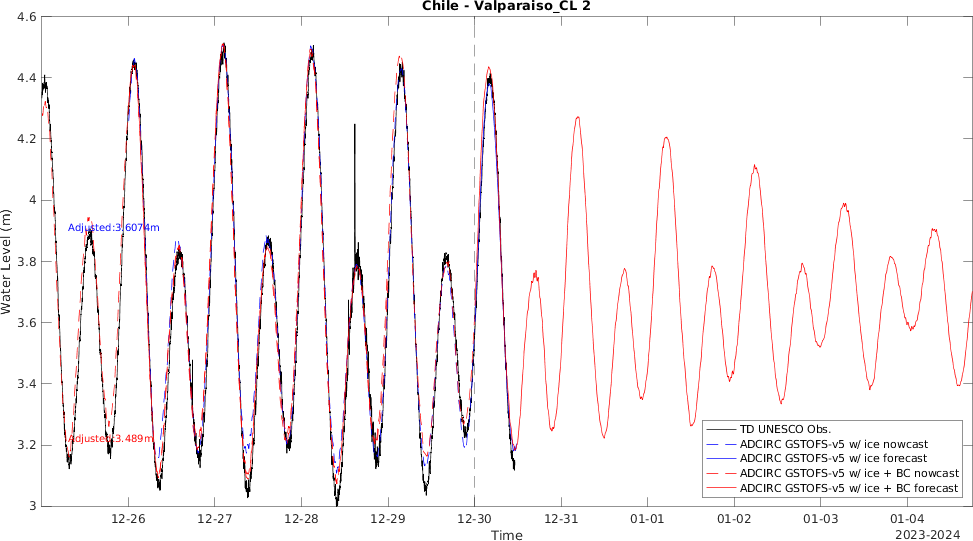 Chile - Valparaiso_CL 2
4.6
4.4
4.2
4
3.8
3.6
3.4
3.2
3
Water Level (m)
Adjusted:3.6074m
Adjusted:3.489m
TD UNESCO Obs.
ADCIRC GSTOFS-v5 w/ ice nowcast
ADCIRC GSTOFS-v5 w/ ice forecast
ADCIRC GSTOFS-v5 w/ ice + BC nowcast
ADCIRC GSTOFS-v5 w/ ice + BC forecast
12-26
12-27
12-28
12-29
12-30
12-31
01-01
01-02
01-03
01-04
Time
2023-2024